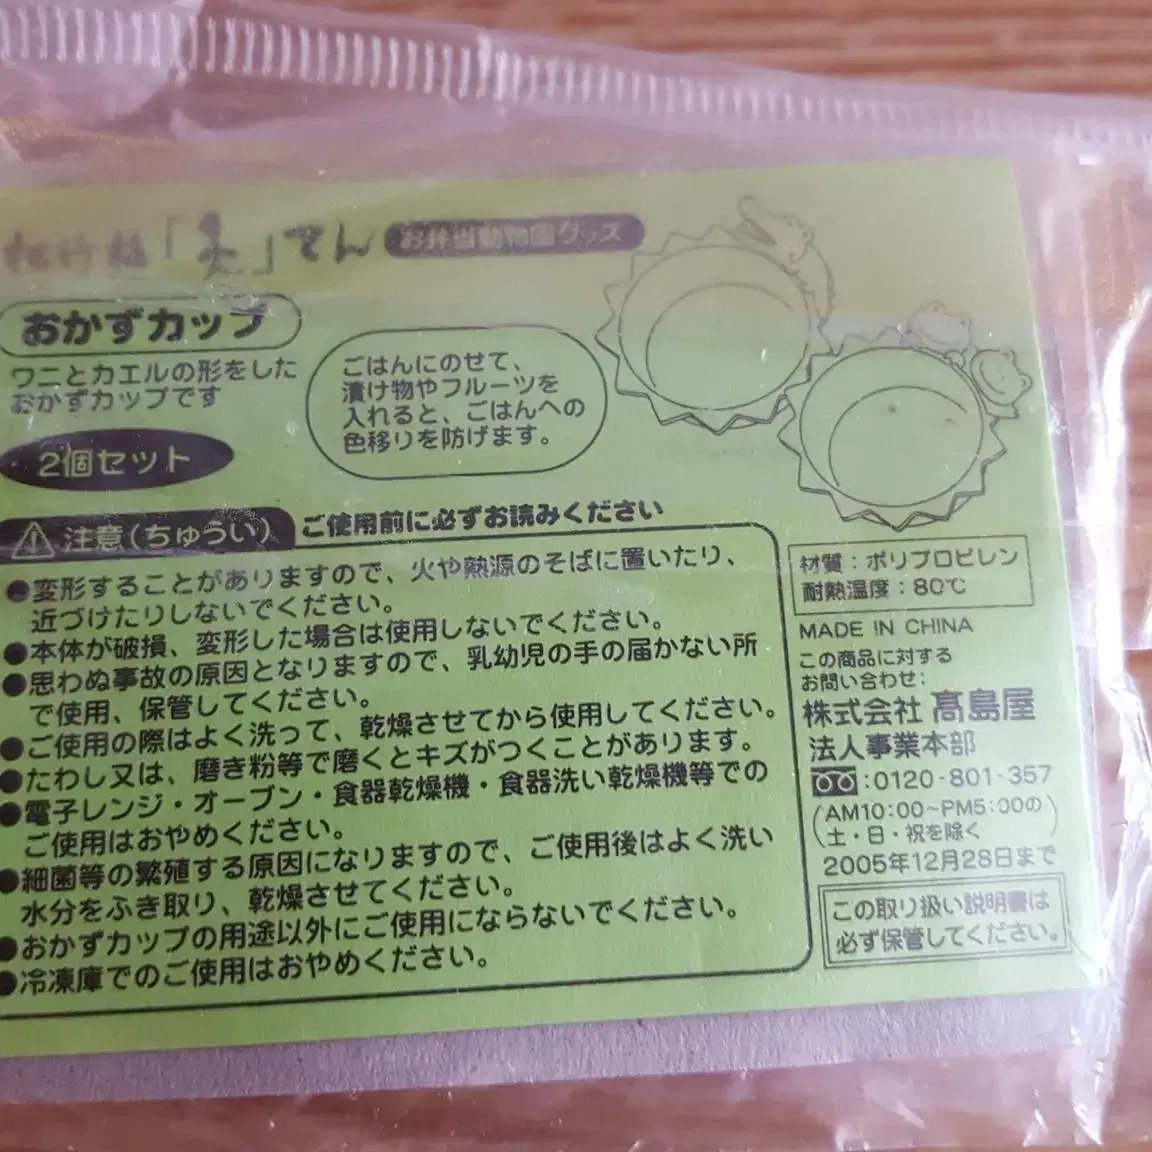 「笑」てん お弁当動物園グッズ
おかずカップ
ワニとカエルの形をした
おかずカップです
2個セット
ごはんにのせて、
漬け物やフルーツを
入れると、ごはんへの
色移りを防げます。
注意(ちゅうい) ご使用前に必ずお読みください
●変形することがありますので、火や熱源のそばに置いたり、
近づけたりしないでください。
●本体が破損、変形した場合は使用しないでください。
●思わぬ事故の原因となりますので、乳幼児の手の届かない所
で使用、保管してください。
●ご使用の際はよく洗って、乾燥させてから使用してください。
●たわし又は、磨き粉等で磨くとキズがつくことがあります。
●電子レンジ・オーブン・食器乾燥機・食器洗い乾燥機等での
ご使用はおやめください。
●細菌等の繁殖する原因になりますので、ご使用後はよく洗い
水分をふき取り、乾燥させてください。
●おかずカップの用途以外にご使用にならないでください。
●冷凍庫でのご使用はおやめください。
材質：ポリプロピレン
耐熱温度：80℃
MADE IN CHINA
この商品に対する
お問い合わせ：
株式会社 髙島屋
法人事業本部
:0120-801-357
(AM10:00~PM5:00の
土・日・祝を除く)
2005年12月28日まで
この取り扱い説明書は
必ず保管してください。